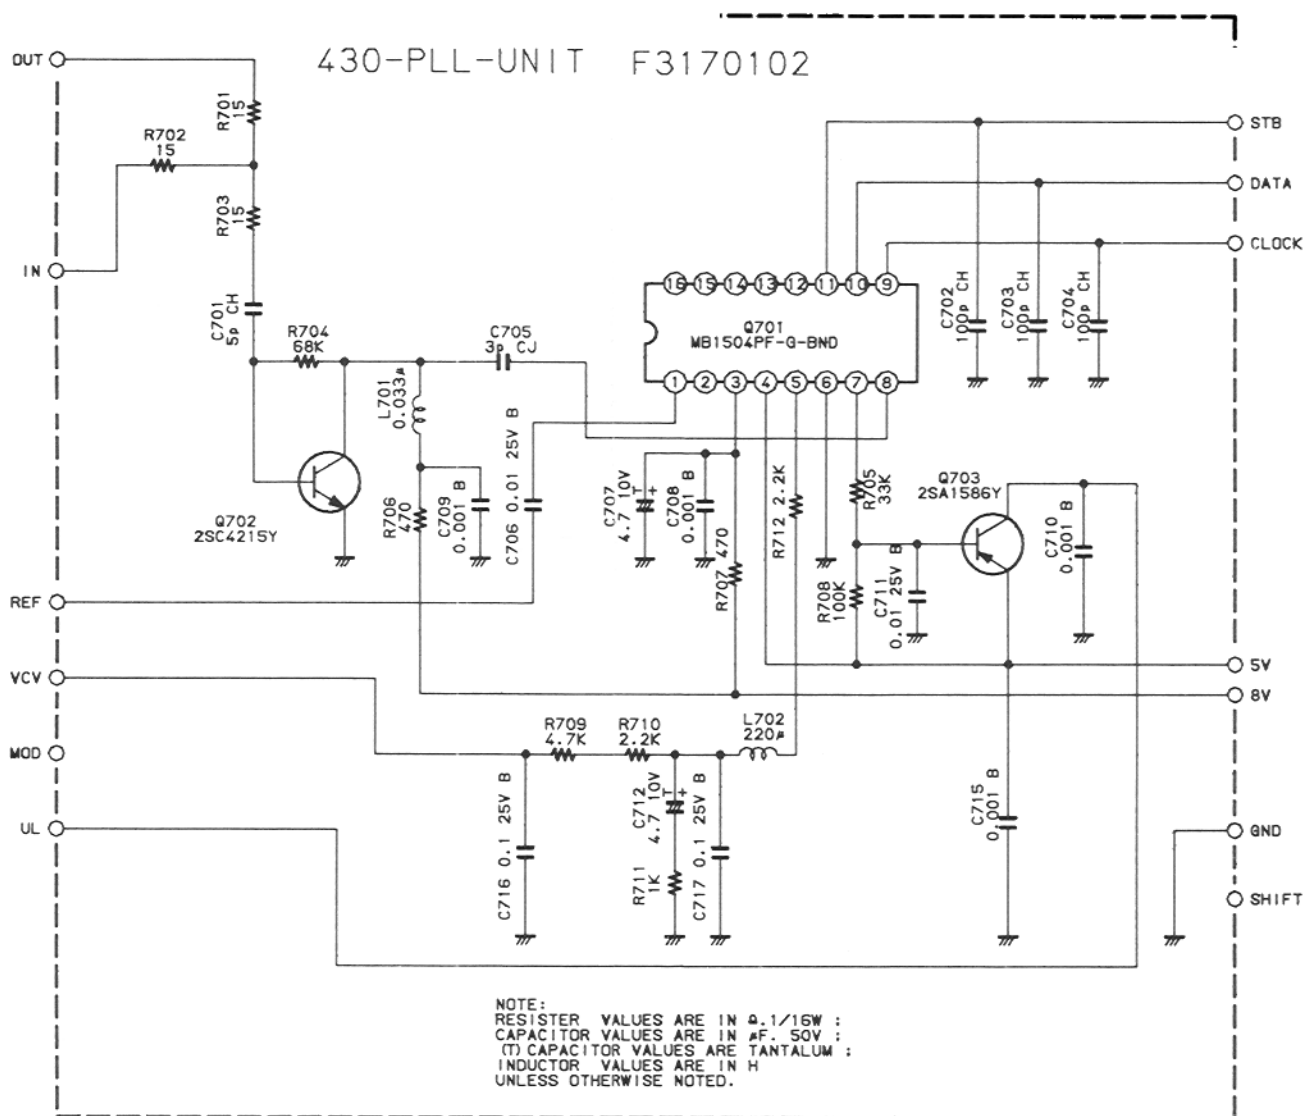 430-PLL-UNIT F3170102
OUT
R701
15
R702
15
R703
15
IN
C701
5p CH
R704
68K
C705
3p CJ
L701
0.033μ
Q702
2SC4215Y
R706
470
C709
0.001 B
C706 0.01 25V B
16 15 14 13 12 11 10 9
Q701
MB1504PF-G-BND
1 2 3 4 5 6 7 8
STB
DATA
CLOCK
C702
100p CH
C703
100p CH
C704
100p CH
C707
4.7 10V
T +
C708
0.001 B
R707 470
R712 2.2K
R705
33K
R708
100K
C711
0.01 25V B
Q703
2SA1586Y
C710
0.001 B
REF
VCV
MOD
UL
5V
8V
R709
4.7K
R710
2.2K
L702
220μ
C716 0.1 25V B
C712
4.7 10V
T +
R711
1K
C717 0.1 25V B
C715
0.001 B
GND
SHIFT
NOTE:
RESISTER VALUES ARE IN Ω.1/16W ;
CAPACITOR VALUES ARE IN μF. 50V ;
(T) CAPACITOR VALUES ARE TANTALUM ;
INDUCTOR VALUES ARE IN H
UNLESS OTHERWISE NOTED.